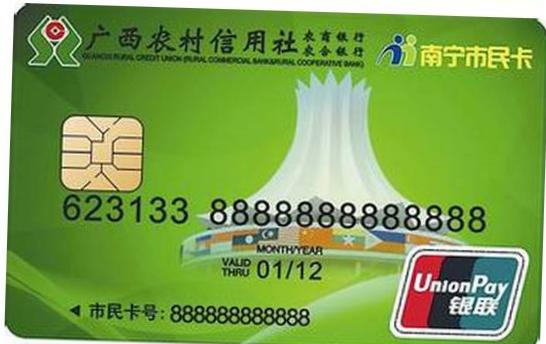 广西农村信用社 农商银行 农合银行
GUANGXI RURAL CREDIT UNION (RURAL COMMERCIAL BANK&RURAL COOPERATIVE BANK)
南宁市民卡
623133 8888888888888
MONTH/YEAR
VALID THRU 01/12
市民卡号: 888888888888
UnionPay
银联